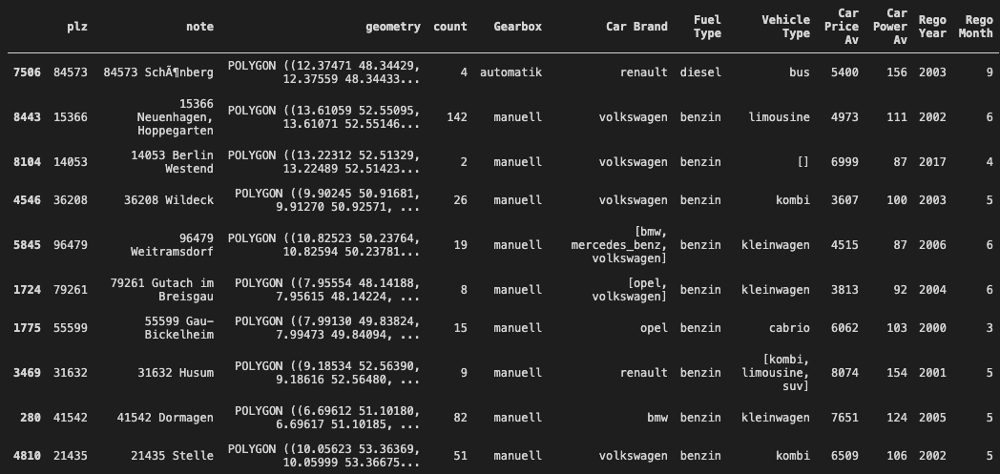 plz note geometry count Gearbox Car Brand Fuel Type Vehicle Type Car Price Av Car Power Av Rego Year Rego Month
7506 84573 84573 SchÃ¶nberg POLYGON ((12.37471 48.34429, 12.37559 48.34433... 4 automatik renault diesel bus 5400 156 2003 9
8443 15366 15366 Neuenhagen, Hoppegarten POLYGON ((13.61059 52.55095, 13.61071 52.55146... 142 manuell volkswagen benzin limousine 4973 111 2002 6
8104 14053 14053 Berlin Westend POLYGON ((13.22312 52.51329, 13.22489 52.51423... 2 manuell volkswagen benzin [] 6999 87 2017 4
4546 36208 36208 Wildeck POLYGON ((9.90245 50.91681, 9.91270 50.92571, ... 26 manuell volkswagen benzin kombi 3607 100 2003 5
5845 96479 96479 Weitramsdorf POLYGON ((10.82523 50.23764, 10.82594 50.23781... 19 manuell [bmw, mercedes_benz, volkswagen] benzin kleinwagen 4515 87 2006 6
1724 79261 79261 Gutach im Breisgau POLYGON ((7.95554 48.14188, 7.95615 48.14224, ... 8 manuell [opel, volkswagen] benzin kleinwagen 3813 92 2004 6
1775 55599 55599 Gau-Bickelheim POLYGON ((7.99130 49.83824, 7.99473 49.84094, ... 15 manuell opel benzin cabrio 6062 103 2000 3
3469 31632 31632 Husum POLYGON ((9.18534 52.56390, 9.18616 52.56480, ... 9 manuell renault benzin [kombi, limousine, suv] 8074 154 2001 5
280 41542 41542 Dormagen POLYGON ((6.69612 51.10180, 6.69617 51.10185, ... 82 manuell bmw benzin kleinwagen 7651 124 2005 5
4810 21435 21435 Stelle POLYGON ((10.05623 53.36369, 10.05999 53.36675... 51 manuell volkswagen benzin kombi 6509 106 2002 5